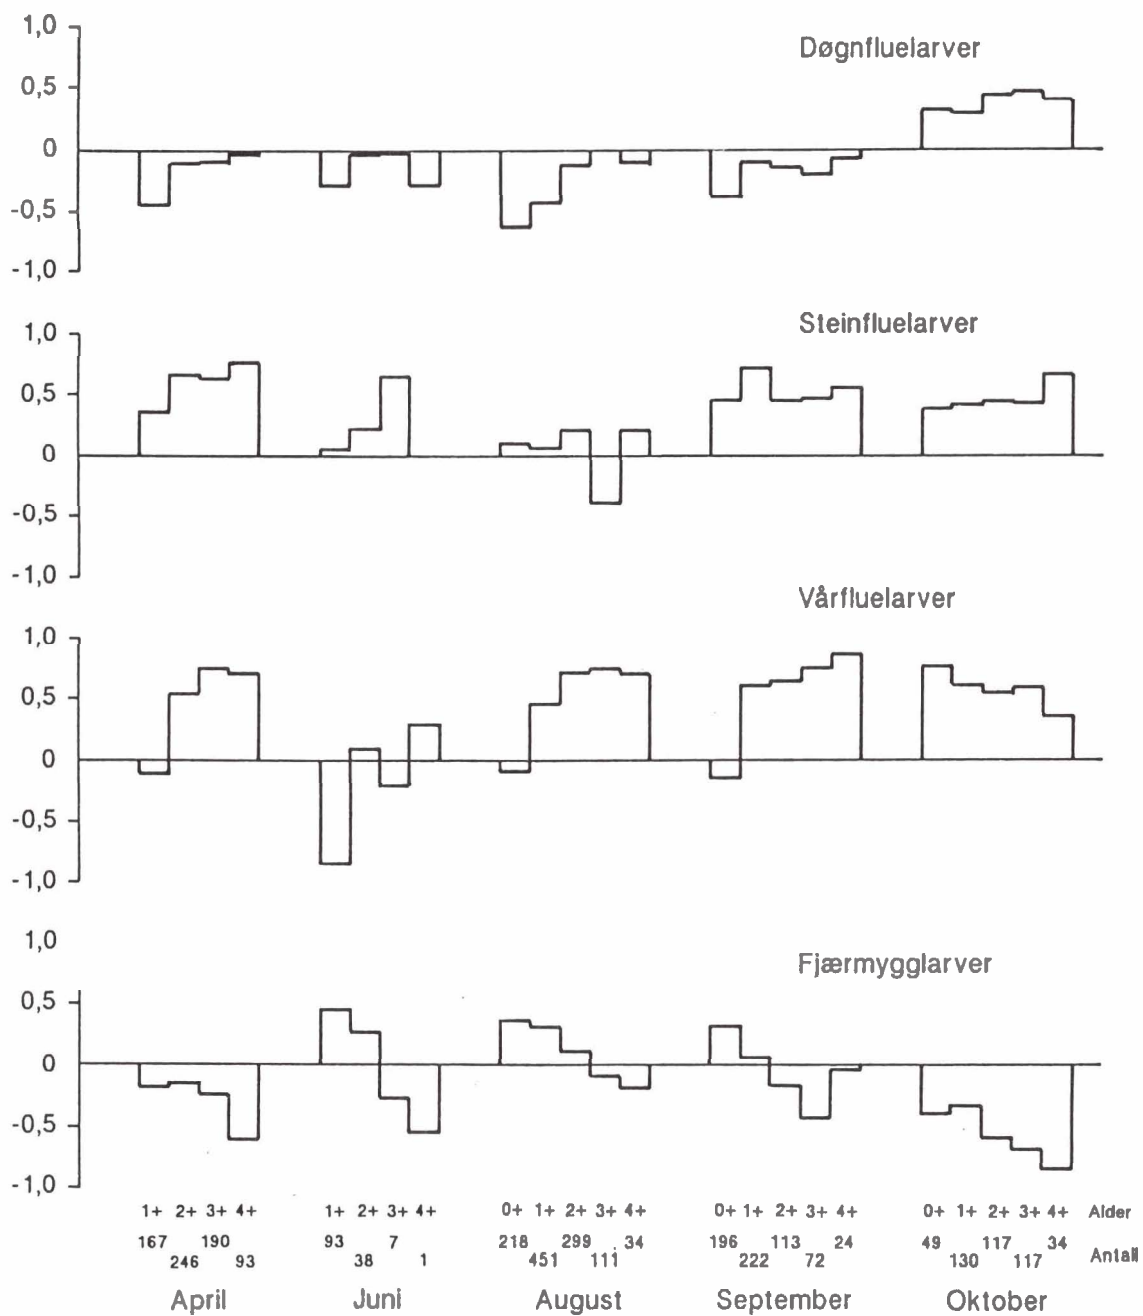 Døgnfluelarver
1,0
0,5
0
-0,5
-1,0
Steinfluelarver
1,0
0,5
0
-0,5
-1,0
Vårfluelarver
1,0
0,5
0
-0,5
-1,0
Fjærmygglarver
1,0
0,5
0
-0,5
-1,0
1+ 2+ 3+ 4+ 1+ 2+ 3+ 4+ 0+ 1+ 2+ 3+ 4+ 0+ 1+ 2+ 3+ 4+ 0+ 1+ 2+ 3+ 4+ Alder
167 190 93 7 218 299 34 196 113 24 49 117 34
246 93 38 1 451 111 222 72 130 117 Antall
April Juni August September Oktober